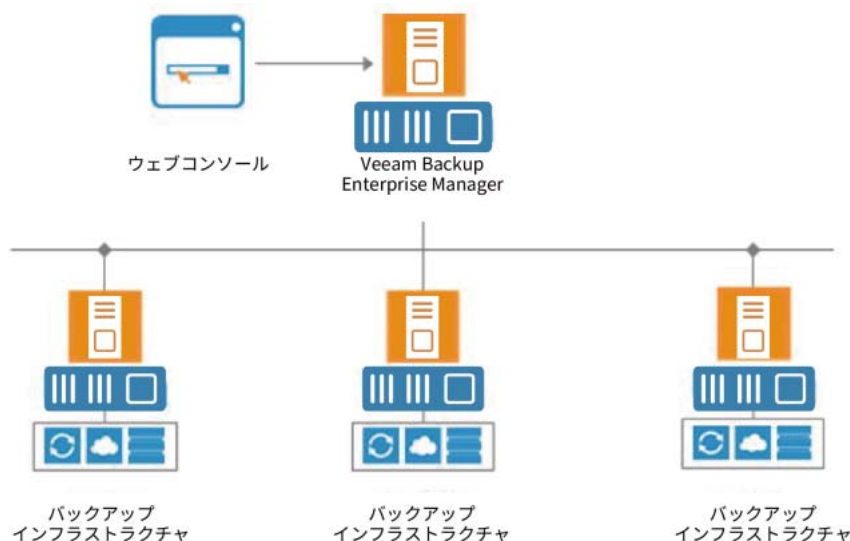 ウェブコンソール
Veeam Backup
Enterprise Manager
バックアップ
インフラストラクチャ
バックアップ
インフラストラクチャ
バックアップ
インフラストラクチャ